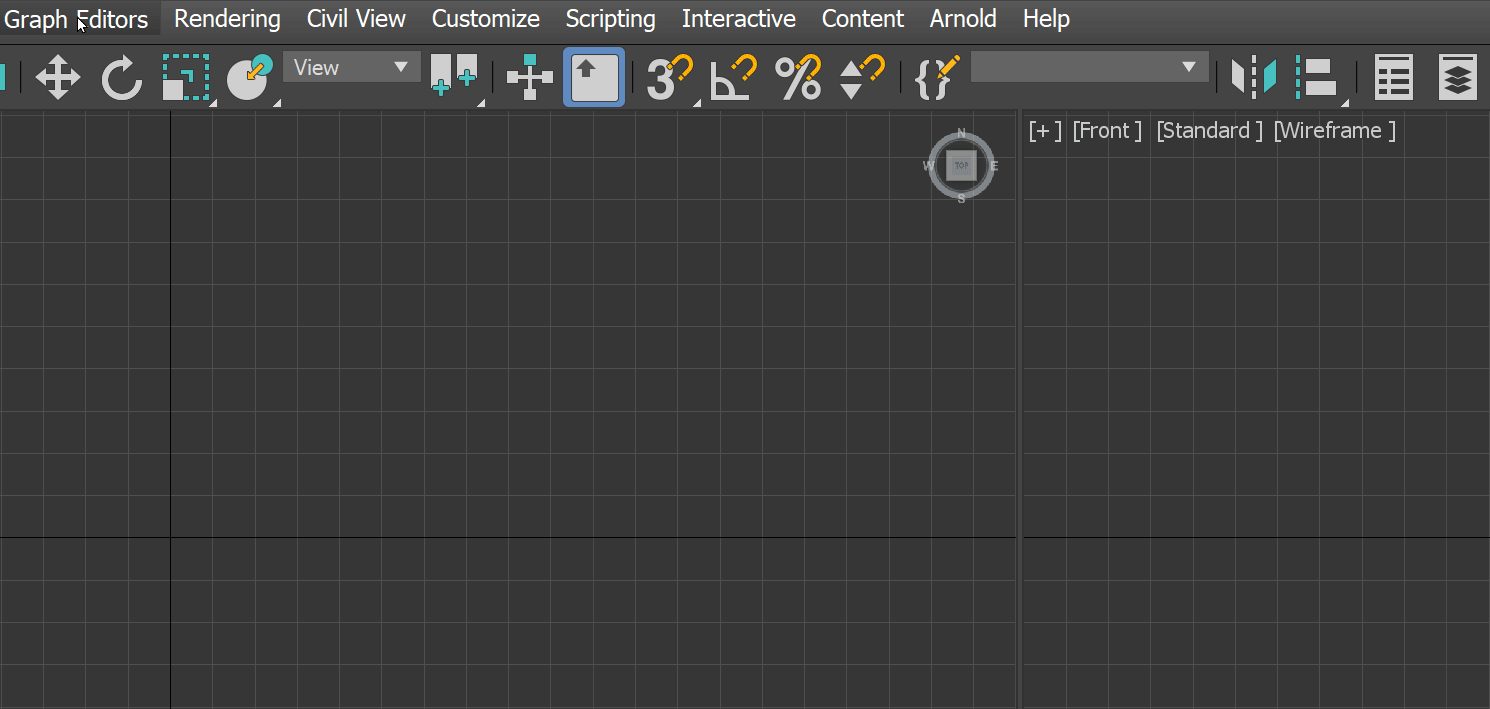 Graph Editors Rendering Civil View Customize Scripting Interactive Content Arnold Help
View 3 %
[+] [Front] [Standard] [Wireframe]
N
W TOP E
S